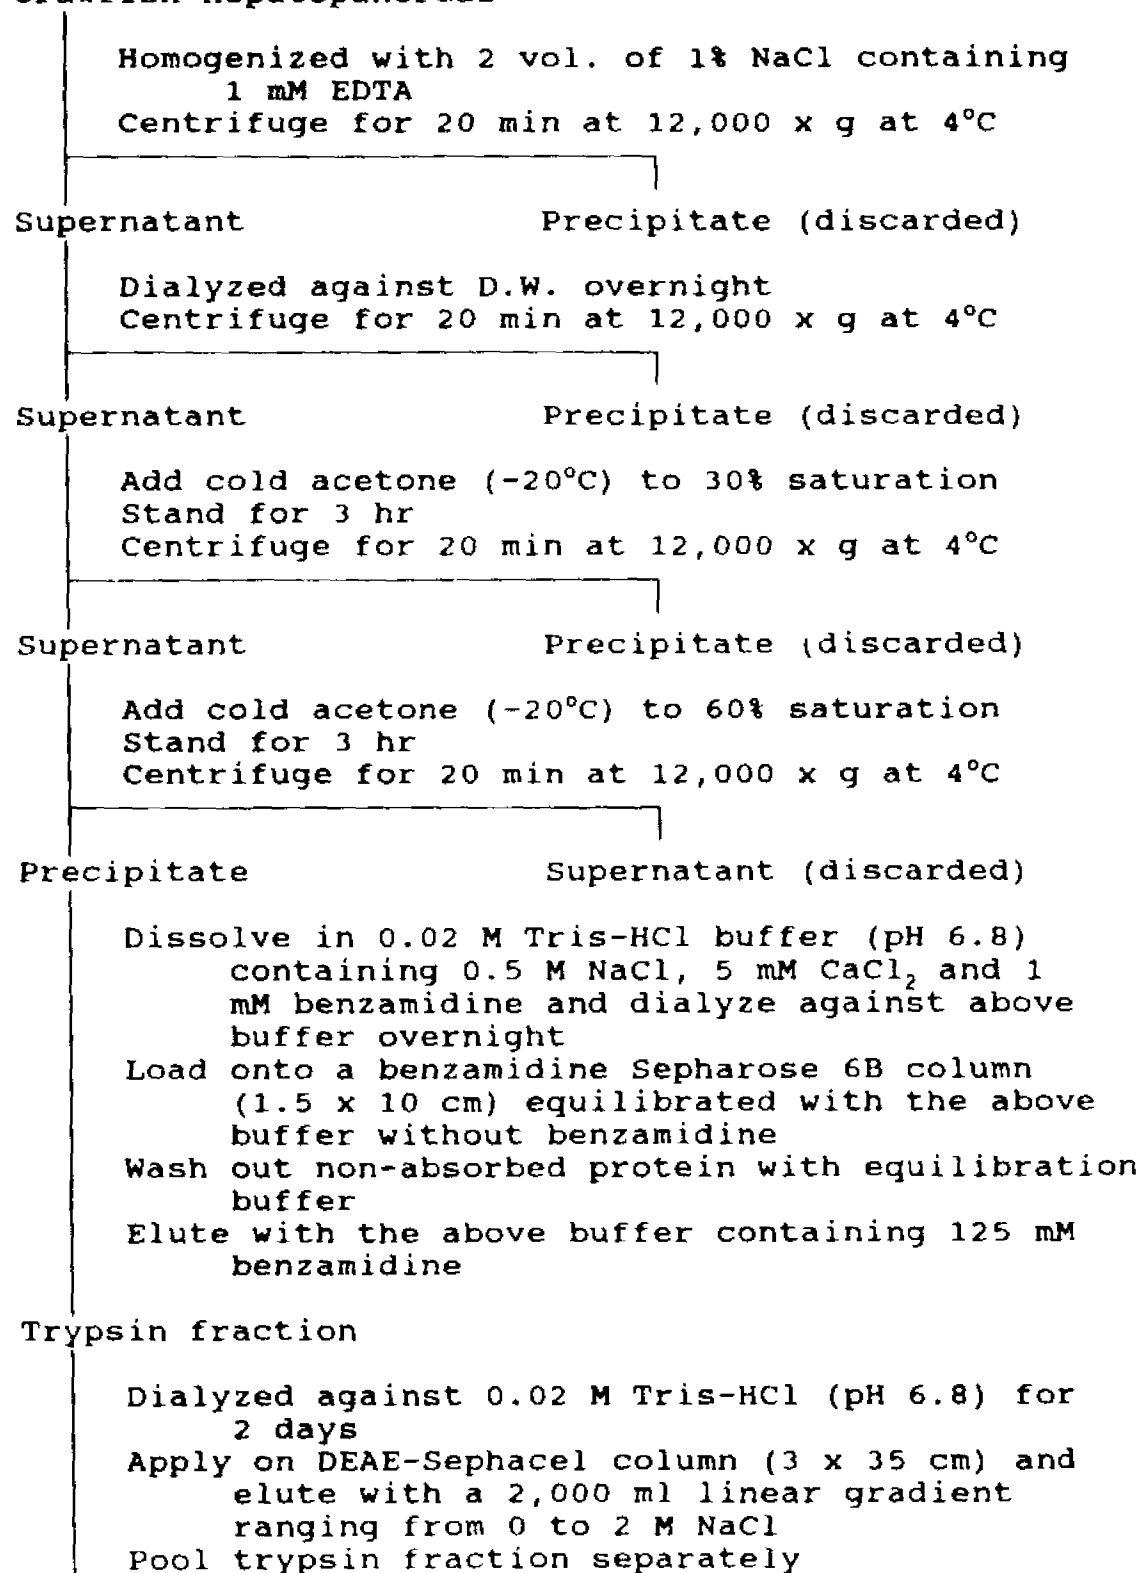 Homogenized with 2 vol. of 1% NaCl containing
1 mM EDTA
Centrifuge for 20 min at 12,000 x g at 4°C
Supernatant Precipitate (discarded)
Dialyzed against D.W. overnight
Centrifuge for 20 min at 12,000 x g at 4°C
Supernatant Precipitate (discarded)
Add cold acetone (-20°C) to 30% saturation
Stand for 3 hr
Centrifuge for 20 min at 12,000 x g at 4°C
Supernatant Precipitate (discarded)
Add cold acetone (-20°C) to 60% saturation
Stand for 3 hr
Centrifuge for 20 min at 12,000 x g at 4°C
Precipitate Supernatant (discarded)
Dissolve in 0.02 M Tris-HCl buffer (pH 6.8)
containing 0.5 M NaCl, 5 mM CaCl₂ and 1
mM benzamidine and dialyze against above
buffer overnight
Load onto a benzamidine Sepharose 6B column
(1.5 x 10 cm) equilibrated with the above
buffer without benzamidine
Wash out non-absorbed protein with equilibration
buffer
Elute with the above buffer containing 125 mM
benzamidine
Trypsin fraction
Dialyzed against 0.02 M Tris-HCl (pH 6.8) for
2 days
Apply on DEAE-Sephacel column (3 x 35 cm) and
elute with a 2,000 ml linear gradient
ranging from 0 to 2 M NaCl
Pool trypsin fraction separately